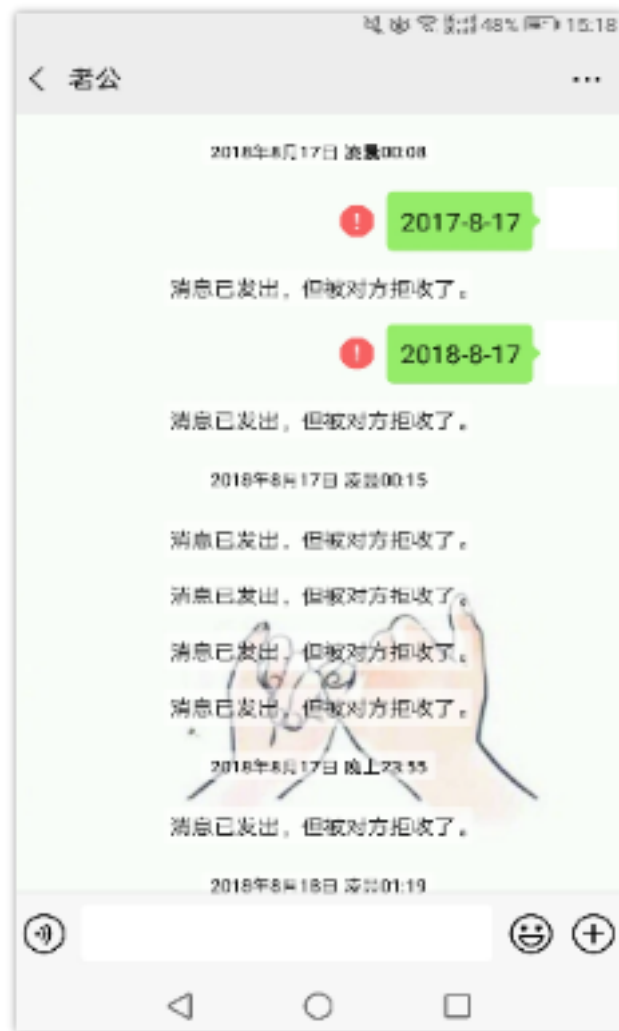 48% 15:18
老公
2018年8月17日 凌晨00:08
2017-8-17
消息已发出，但被对方拒收了。
2018-8-17
消息已发出，但被对方拒收了。
2018年8月17日 凌晨00:15
消息已发出，但被对方拒收了。
消息已发出，但被对方拒收了。
消息已发出，但被对方拒收了。
消息已发出，但被对方拒收了。
2018年8月17日 晚上23:55
消息已发出，但被对方拒收了。
2018年8月18日 凌晨01:19